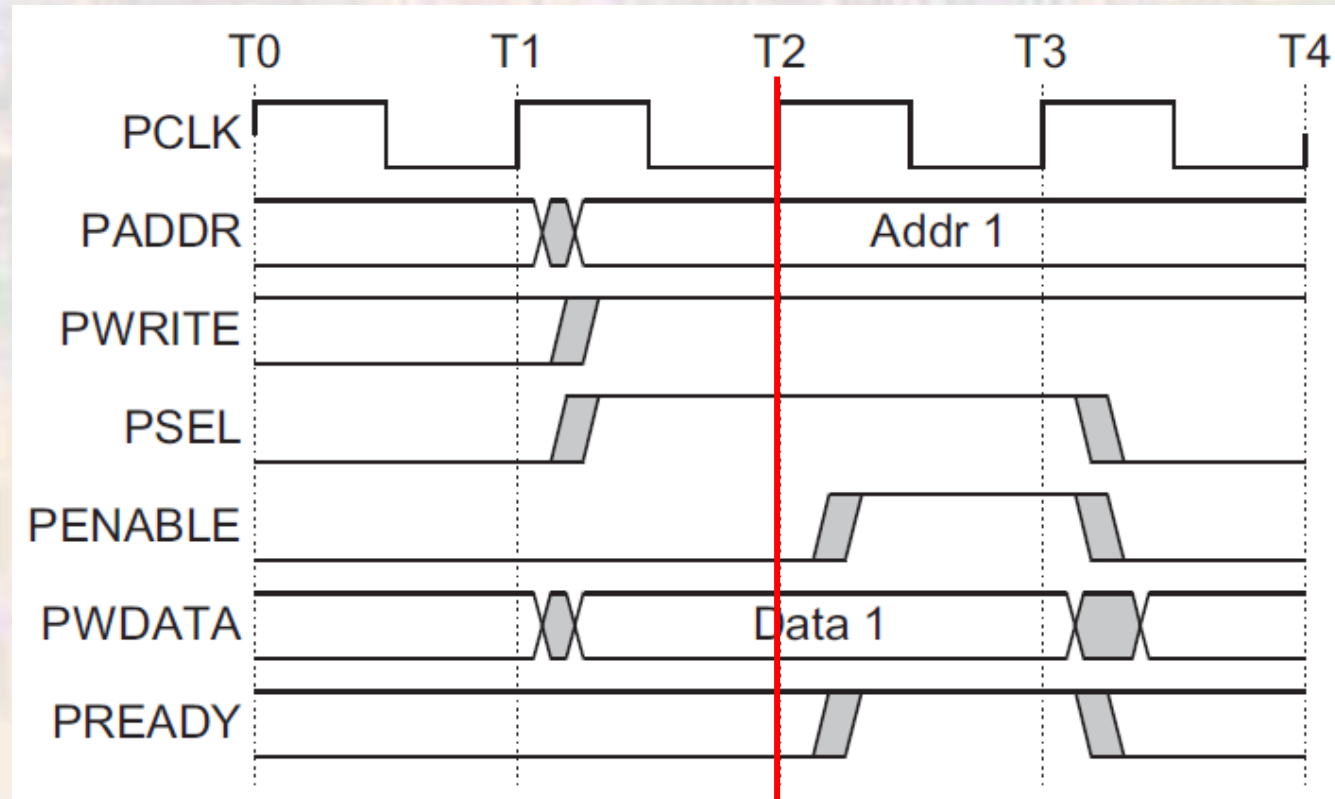 T0 T1 T2 T3 T4
PCLK
PADDR Addr 1
PWRITE
PSEL
PENABLE
PWDATA Data 1
PREADY